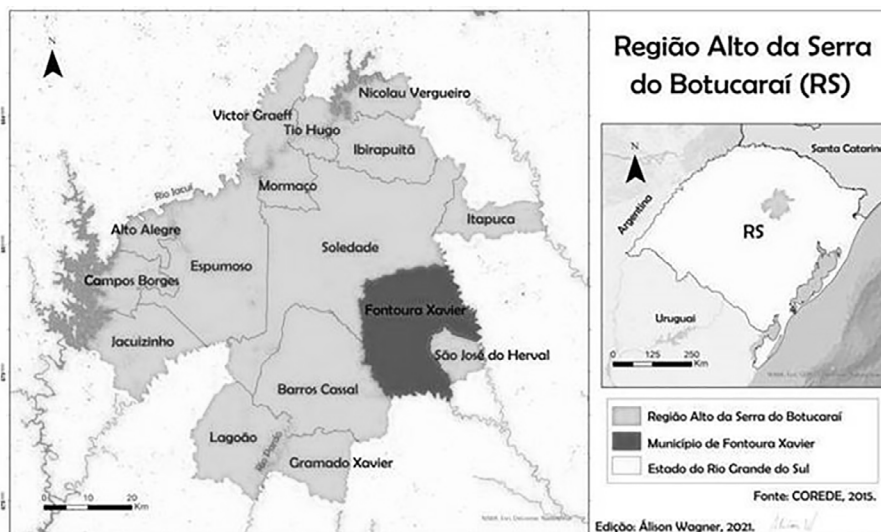 N
Nicolau Vergueiro
Victor Graeff
Tio Hugo
Ibirapuitã
Mormaço
Rio Jacuí
Itapuca
Alto Alegre
Soledade
Espumoso
Campos Borges
Fontoura Xavier
Jacuizinho
São José do Herval
Barros Cassal
Lagoão
Rio Pardo
Gramado Xavier
0 10 20
Km
Região Alto da Serra
do Botucaraí (RS)
N
Santa Catarina
Argentina
RS
Uruguai
0 125 250
Km
Região Alto da Serra do Botucaraí
Município de Fontoura Xavier
Estado do Rio Grande do Sul
Fonte: COREDE, 2015.
Edição: Álison Wagner, 2021.